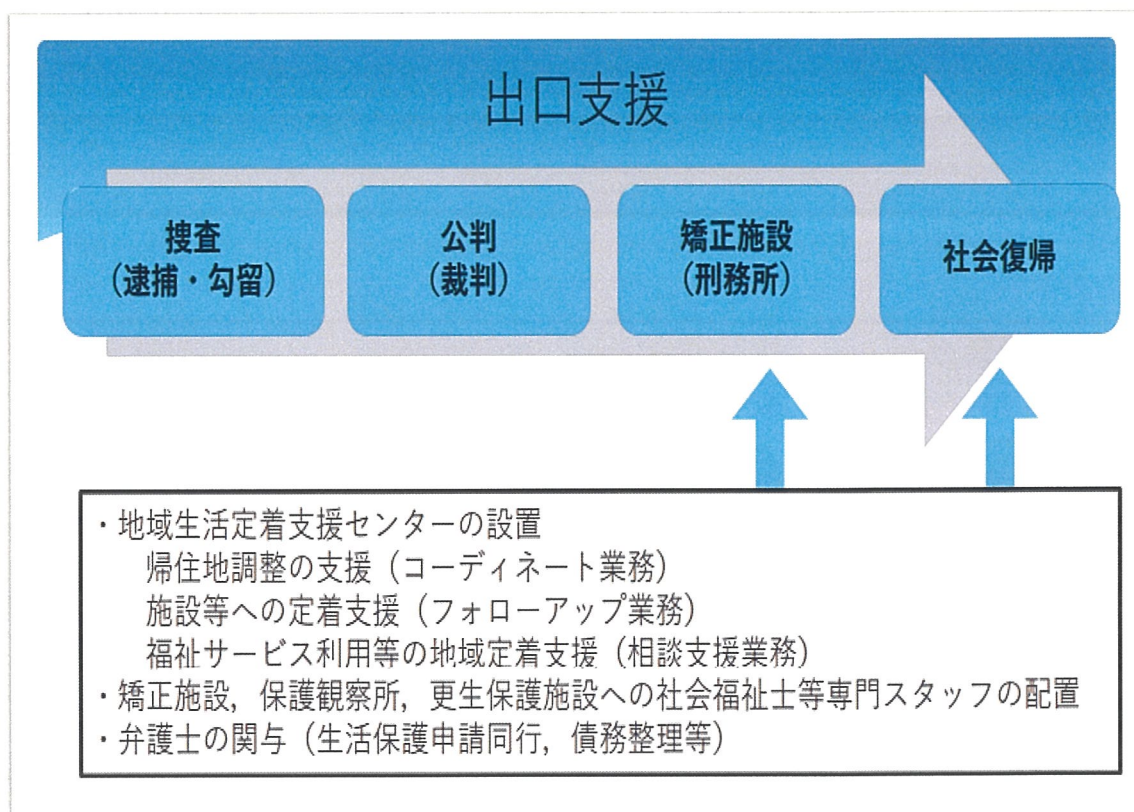 出口支援
捜査
（逮捕・勾留）
公判
（裁判）
矯正施設
（刑務所）
社会復帰
・地域生活定着支援センターの設置
帰住地調整の支援（コーディネート業務）
施設等への定着支援（フォローアップ業務）
福祉サービス利用等の地域定着支援（相談支援業務）
・矯正施設，保護観察所，更生保護施設への社会福祉士等専門スタッフの配置
・弁護士の関与（生活保護申請同行，債務整理等）